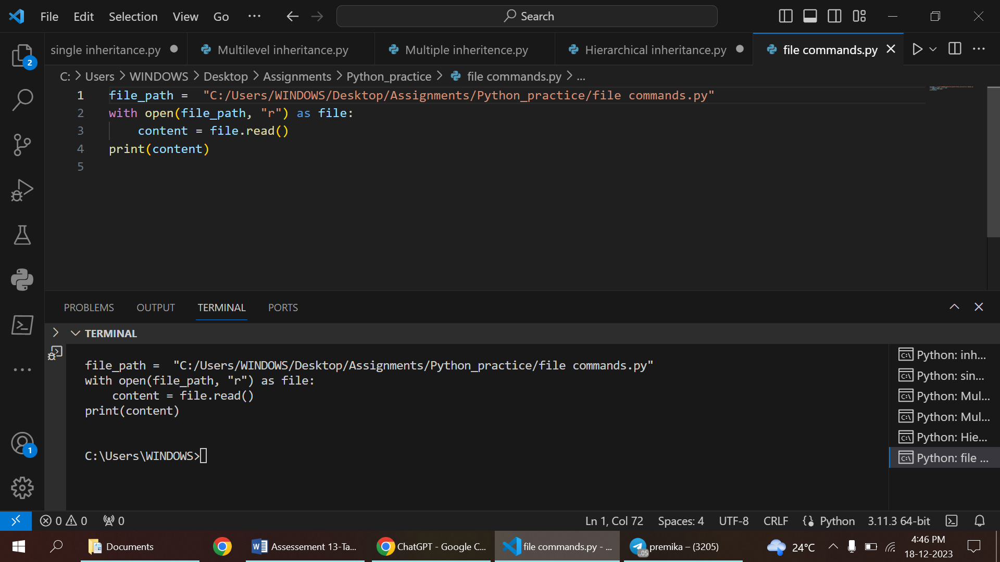 File Edit Selection View Go ··· Search
single inheritance.py Multilevel inheritance.py Multiple inheritence.py Hierarchical inheritance.py file commands.py
C: > Users > WINDOWS > Desktop > Assignments > Python_practice > file commands.py > ...
1 file_path =  "C:/Users/WINDOWS/Desktop/Assignments/Python_practice/file commands.py"
2 with open(file_path, "r") as file:
3     content = file.read()
4 print(content)
5
2
PROBLEMS OUTPUT TERMINAL PORTS
TERMINAL
file_path =  "C:/Users/WINDOWS/Desktop/Assignments/Python_practice/file commands.py"
with open(file_path, "r") as file:
    content = file.read()
print(content)
C:\Users\WINDOWS>
Python: inh...
Python: sin...
Python: Mul...
Python: Mul...
Python: Hie...
Python: file ...
1
0 0 0 Ln 1, Col 72 Spaces: 4 UTF-8 CRLF Python 3.11.3 64-bit
Documents Assessement 13-Ta... ChatGPT - Google C... file commands.py - ... ..05 premika – (3205) 24°C 4:46 PM
18-12-2023